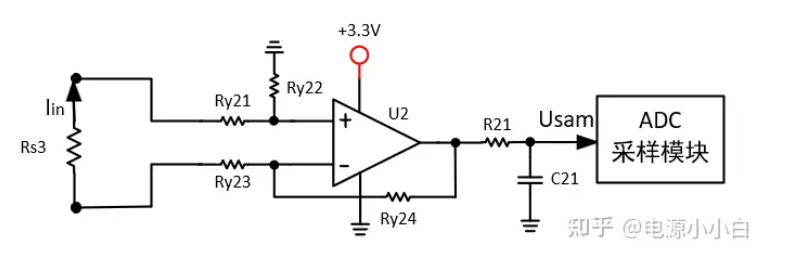 +3.3V
Ry22
Ry21
Iin
Rs3
+
U2
-
Ry23
Ry24
R21
Usam
C21
ADC
采样模块
知乎 @电源小小白